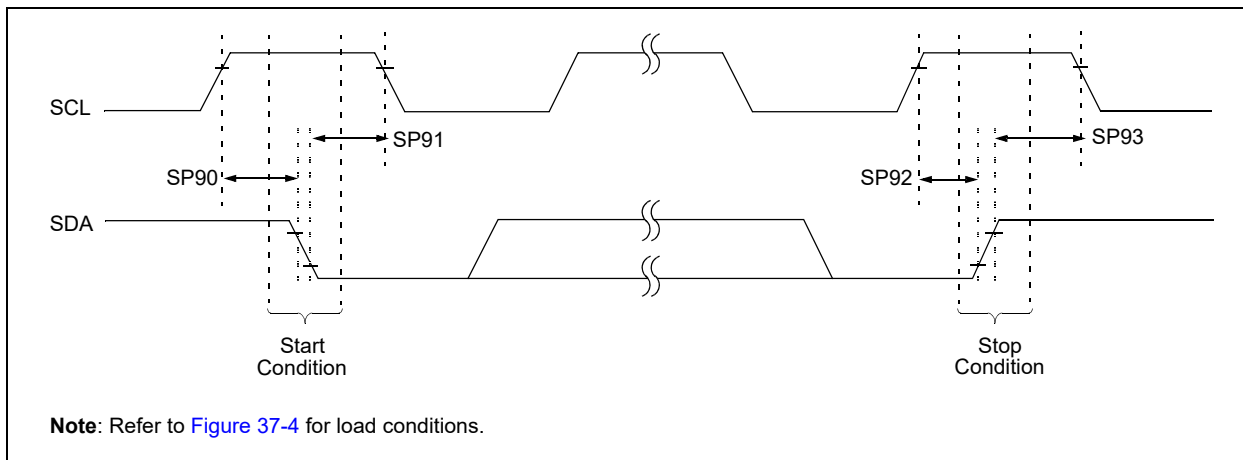 SCL
SP91
SP93
SP90
SP92
SDA
Start
Condition
Stop
Condition
Note: Refer to Figure 37-4 for load conditions.